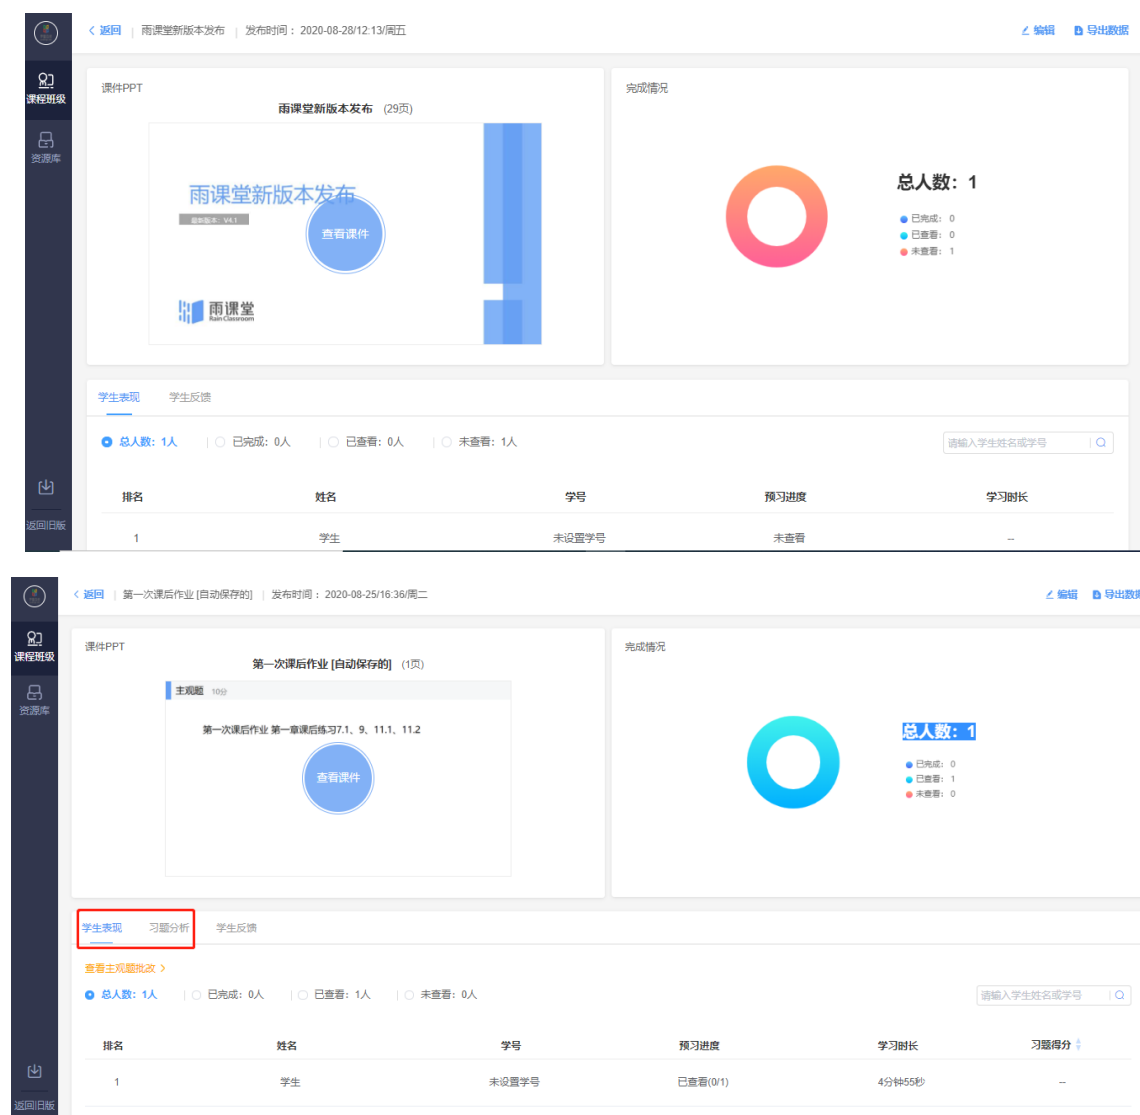 返回 | 雨课堂新版本发布 | 发布时间： 2020-08-28/12:13/周五
编辑 导出数据
课程班级
资源库
返回旧版
课件PPT
雨课堂新版本发布 (29页)
雨课堂新版本发布
最新版本：V4.1
查看课件
雨课堂
Rain Classroom
完成情况
总人数：1
已完成： 0
已查看： 0
未查看： 1
学生表现 学生反馈
总人数：1人 | 已完成：0人 | 已查看：0人 | 未查看：1人
请输入学生姓名或学号
排名 姓名 学号 预习进度 学习时长
1 学生 未设置学号 未查看 --
返回 | 第一次课后作业 [自动保存的] | 发布时间： 2020-08-25/16:36/周二
编辑 导出数据
课程班级
资源库
返回旧版
课件PPT
第一次课后作业 [自动保存的] (1页)
主观题 10分
第一次课后作业 第一章课后练习7.1、9、11.1、11.2
查看课件
完成情况
总人数：1
已完成： 0
已查看： 1
未查看： 0
学生表现 习题分析 学生反馈
查看主观题批改 >
总人数：1人 | 已完成：0人 | 已查看：1人 | 未查看：0人
请输入学生姓名或学号
排名 姓名 学号 预习进度 学习时长 习题得分
1 学生 未设置学号 已查看(0/1) 4分钟55秒 --